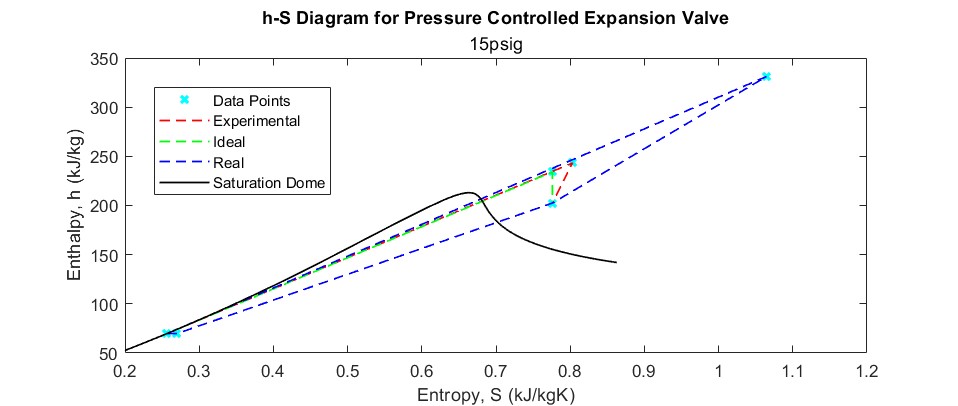 h-S Diagram for Pressure Controlled Expansion Valve
15psig
350
300
250
200
150
100
50
Enthalpy, h (kJ/kg)
Data Points
Experimental
Ideal
Real
Saturation Dome
0.2 0.3 0.4 0.5 0.6 0.7 0.8 0.9 1 1.1 1.2
Entropy, S (kJ/kgK)